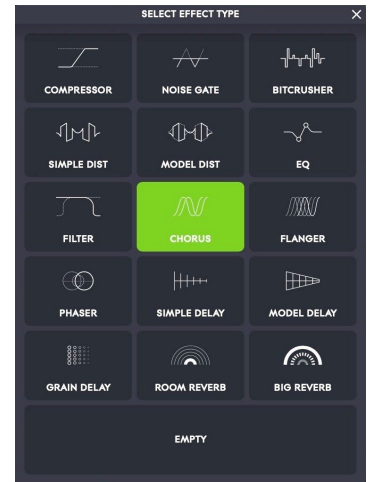 SELECT EFFECT TYPE
COMPRESSOR
NOISE GATE
BITCRUSHER
SIMPLE DIST
MODEL DIST
EQ
FILTER
CHORUS
FLANGER
PHASER
SIMPLE DELAY
MODEL DELAY
GRAIN DELAY
ROOM REVERB
BIG REVERB
EMPTY